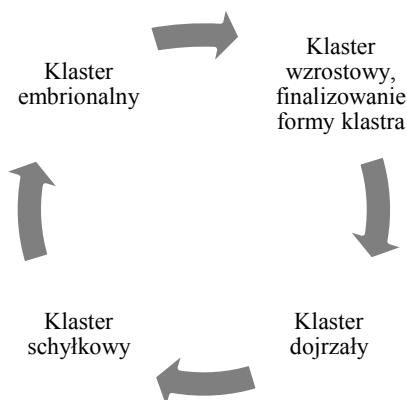 Klaster
embrionalny
Klaster
wzrostowy,
finalizowanie
formy klastra
Klaster
dojrzały
Klaster
schyłkowy